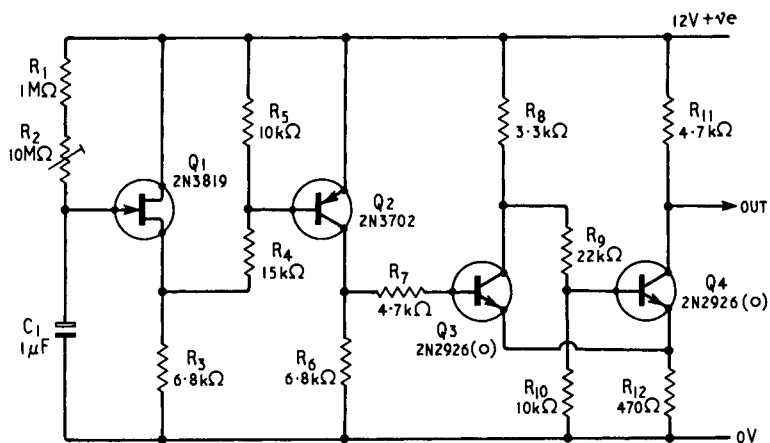 12V +ve
R1
1MΩ
R2
10MΩ
Q1
2N3819
R5
10kΩ
Q2
2N3702
R4
15kΩ
R8
3·3kΩ
R11
4·7kΩ
OUT
R9
22kΩ
Q4
2N2926(O)
R7
4·7kΩ
Q3
2N2926(O)
C1
1μF
R3
6·8kΩ
R6
6·8kΩ
R10
10kΩ
R12
470Ω
0V